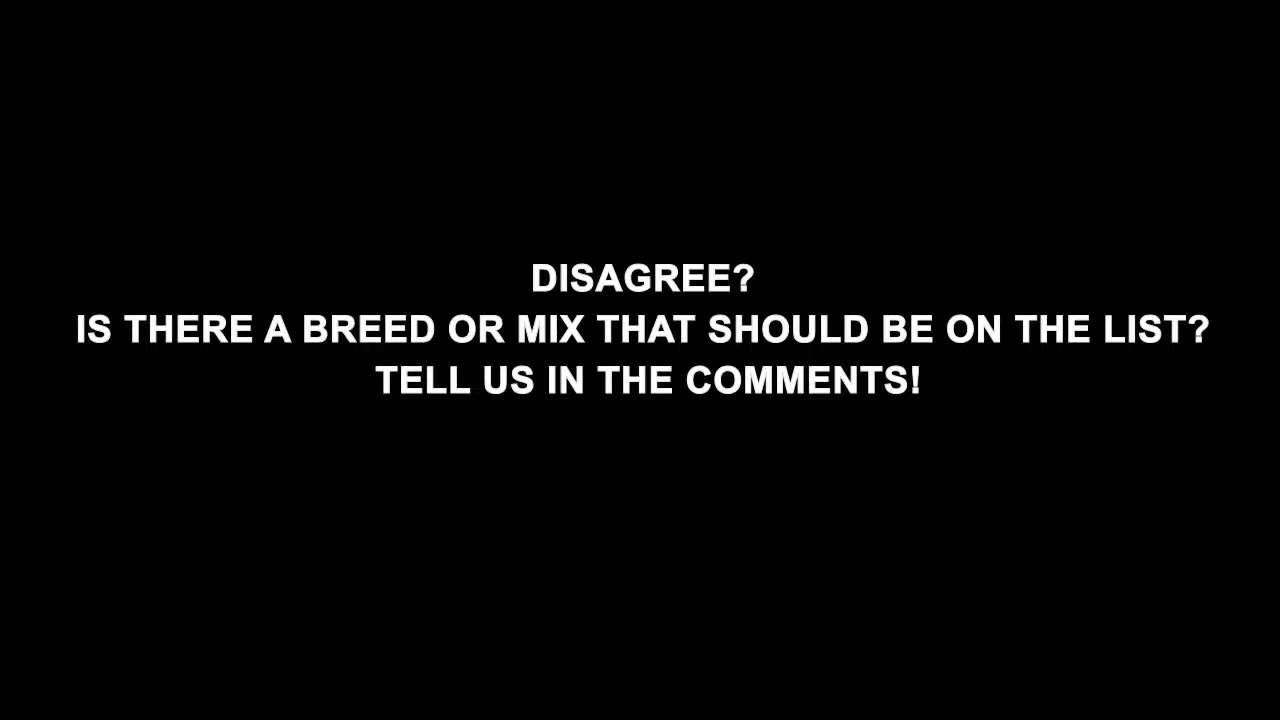 DISAGREE?
IS THERE A BREED OR MIX THAT SHOULD BE ON THE LIST?
TELL US IN THE COMMENTS!